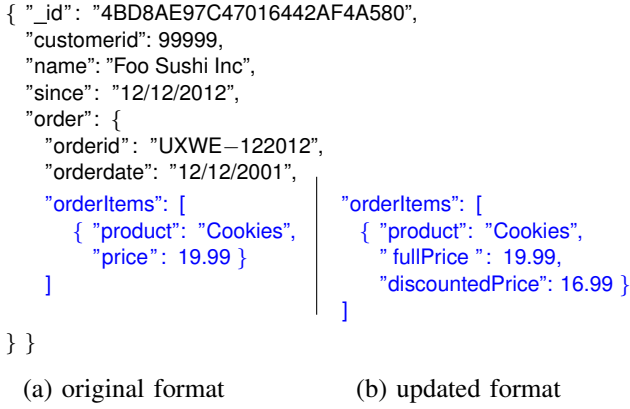 { "_id": "4BD8AE97C47016442AF4A580",
"customerid": 99999,
"name": "Foo Sushi Inc",
"since": "12/12/2012",
"order": {
"orderid": "UXWE−122012",
"orderdate": "12/12/2001",
"orderItems": [
{ "product": "Cookies",
"price": 19.99 }
]
"orderItems": [
{ "product": "Cookies",
" fullPrice ": 19.99,
"discountedPrice": 16.99 }
]
} }
(a) original format
(b) updated format